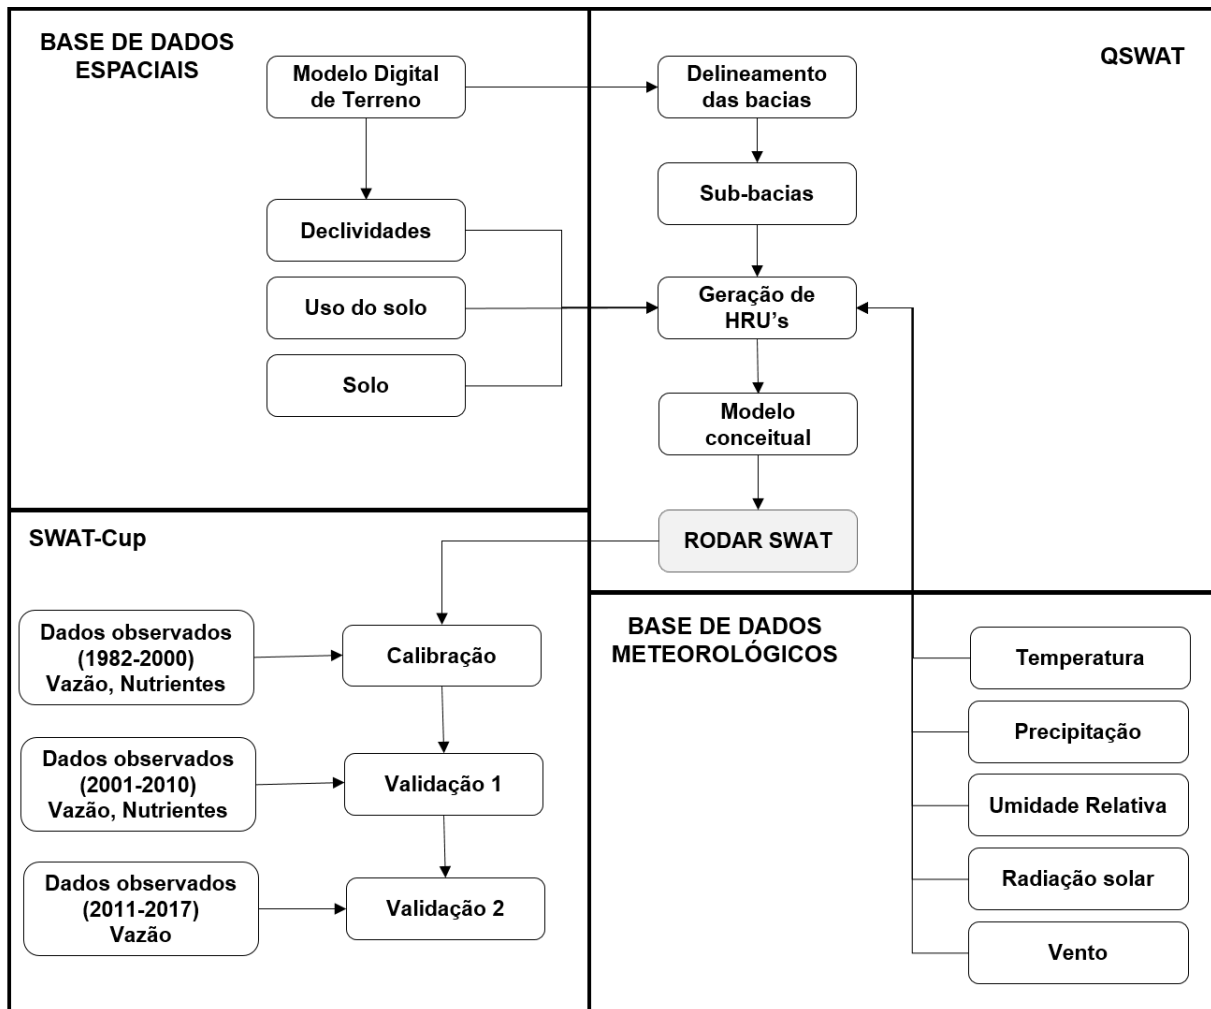 BASE DE DADOS
ESPACIAIS
Modelo Digital
de Terreno
Declividades
Uso do solo
Solo
QSWAT
Delineamento
das bacias
Sub-bacias
Geração de
HRU's
Modelo
conceitual
RODAR SWAT
SWAT-Cup
Dados observados
(1982-2000)
Vazão, Nutrientes
Calibração
Dados observados
(2001-2010)
Vazão, Nutrientes
Validação 1
Dados observados
(2011-2017)
Vazão
Validação 2
BASE DE DADOS
METEOROLÓGICOS
Temperatura
Precipitação
Umidade Relativa
Radiação solar
Vento